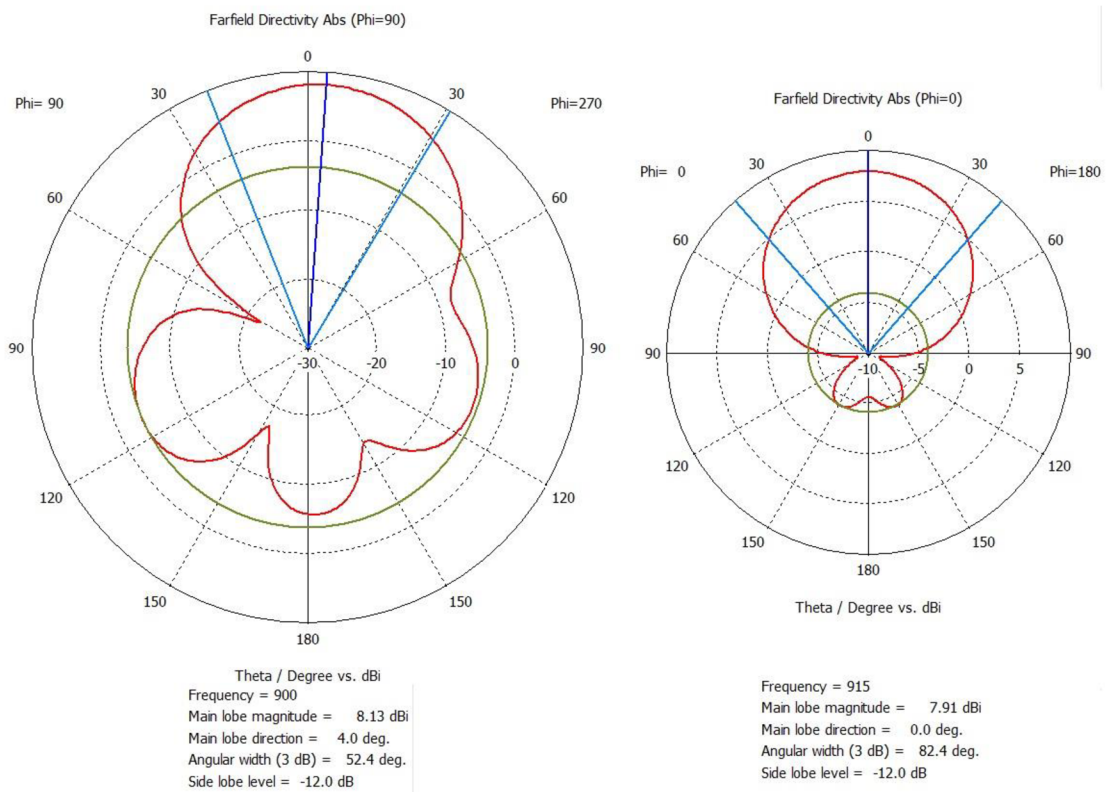 Farfield Directivity Abs (Phi=90)
0
30
30
Phi= 90
Phi=270
60
60
90
-30
-20
-10
0
90
120
120
150
150
180
Theta / Degree vs. dBi
Frequency = 900
Main lobe magnitude = 8.13 dBi
Main lobe direction = 4.0 deg.
Angular width (3 dB) = 52.4 deg.
Side lobe level = -12.0 dB
Farfield Directivity Abs (Phi=0)
0
30
30
Phi= 0
Phi=180
60
60
90
-10
-5
0
5
90
120
120
150
150
180
Theta / Degree vs. dBi
Frequency = 915
Main lobe magnitude = 7.91 dBi
Main lobe direction = 0.0 deg.
Angular width (3 dB) = 82.4 deg.
Side lobe level = -12.0 dB